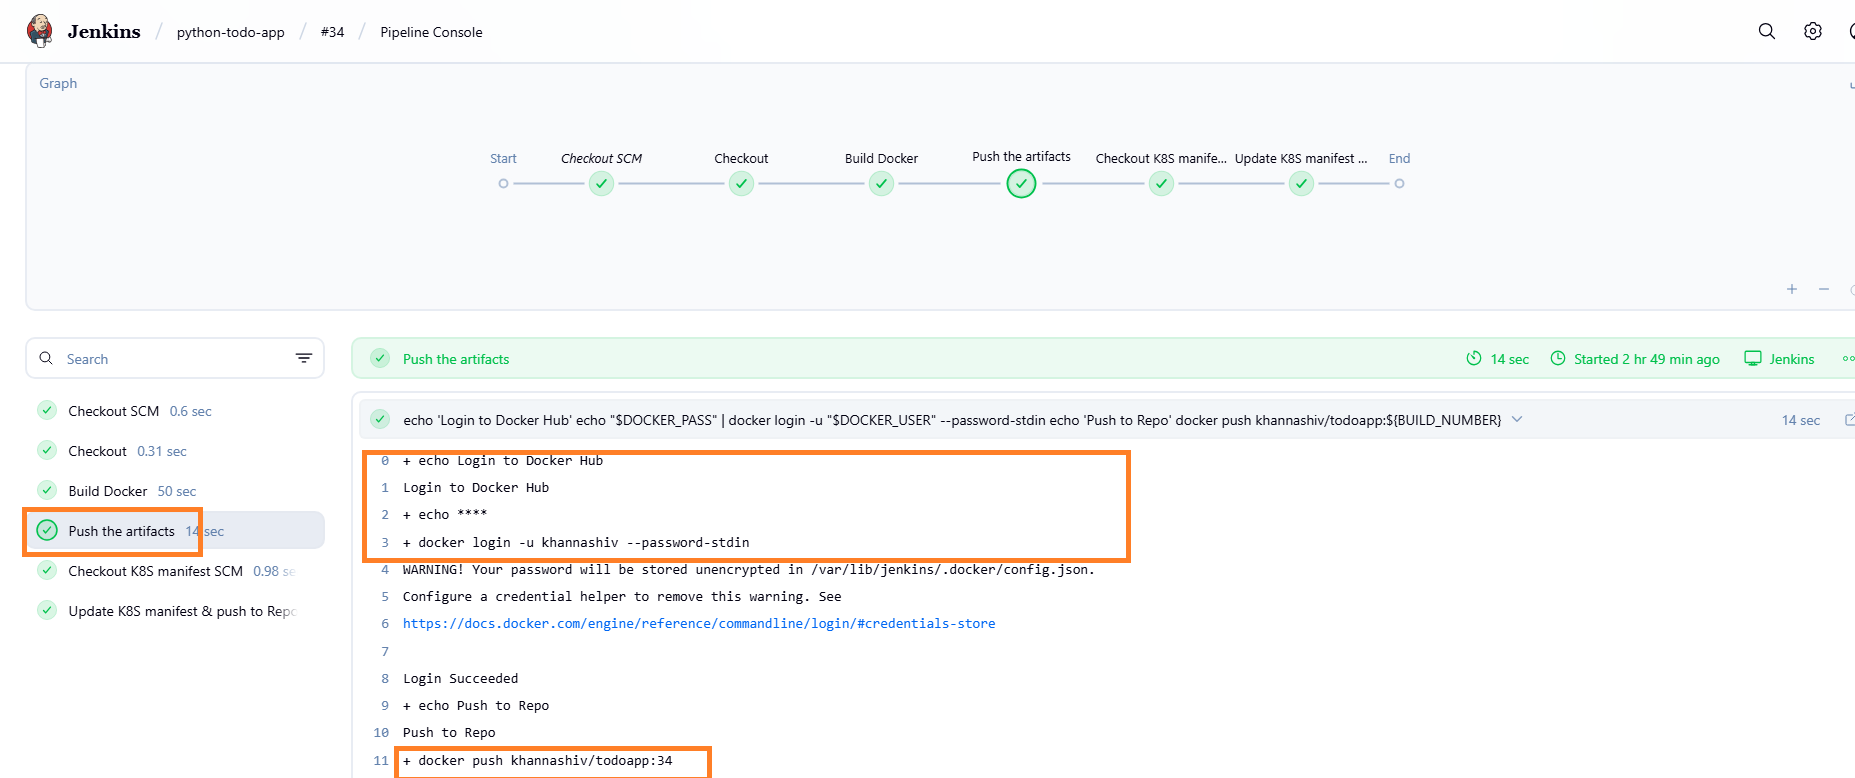 Jenkins / python-todo-app / #34 / Pipeline Console
Graph
Start Checkout SCM Checkout Build Docker Push the artifacts Checkout K8S manife... Update K8S manifest ... End
Search
Push the artifacts 14 sec Started 2 hr 49 min ago Jenkins
Checkout SCM 0.6 sec
Checkout 0.31 sec
Build Docker 50 sec
Push the artifacts 14 sec
Checkout K8S manifest SCM 0.98 se
Update K8S manifest & push to Repo
echo 'Login to Docker Hub' echo "$DOCKER_PASS" | docker login -u "$DOCKER_USER" --password-stdin echo 'Push to Repo' docker push khannashiv/todoapp:${BUILD_NUMBER} 14 sec
0 + echo Login to Docker Hub
1 Login to Docker Hub
2 + echo ****
3 + docker login -u khannashiv --password-stdin
4 WARNING! Your password will be stored unencrypted in /var/lib/jenkins/.docker/config.json.
5 Configure a credential helper to remove this warning. See
6 https://docs.docker.com/engine/reference/commandline/login/#credentials-store
7
8 Login Succeeded
9 + echo Push to Repo
10 Push to Repo
11 + docker push khannashiv/todoapp:34